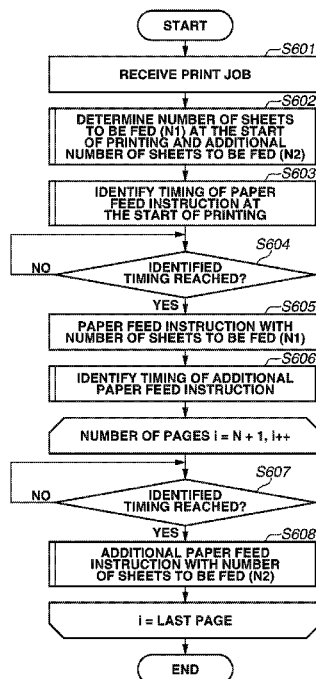 START
S601
RECEIVE PRINT JOB
S602
DETERMINE NUMBER OF SHEETS
TO BE FED (N1) AT THE START
OF PRINTING AND ADDITIONAL
NUMBER OF SHEETS TO BE FED (N2)
S603
IDENTIFY TIMING OF PAPER
FEED INSTRUCTION AT
THE START OF PRINTING
S604
IDENTIFIED
TIMING REACHED?
NO
YES
S605
PAPER FEED INSTRUCTION WITH
NUMBER OF SHEETS TO BE FED (N1)
S606
IDENTIFY TIMING OF ADDITIONAL
PAPER FEED INSTRUCTION
NUMBER OF PAGES i = N + 1, i++
S607
IDENTIFIED
TIMING REACHED?
NO
YES
S608
ADDITIONAL PAPER FEED
INSTRUCTION WITH NUMBER
OF SHEETS TO BE FED (N2)
i = LAST PAGE
END